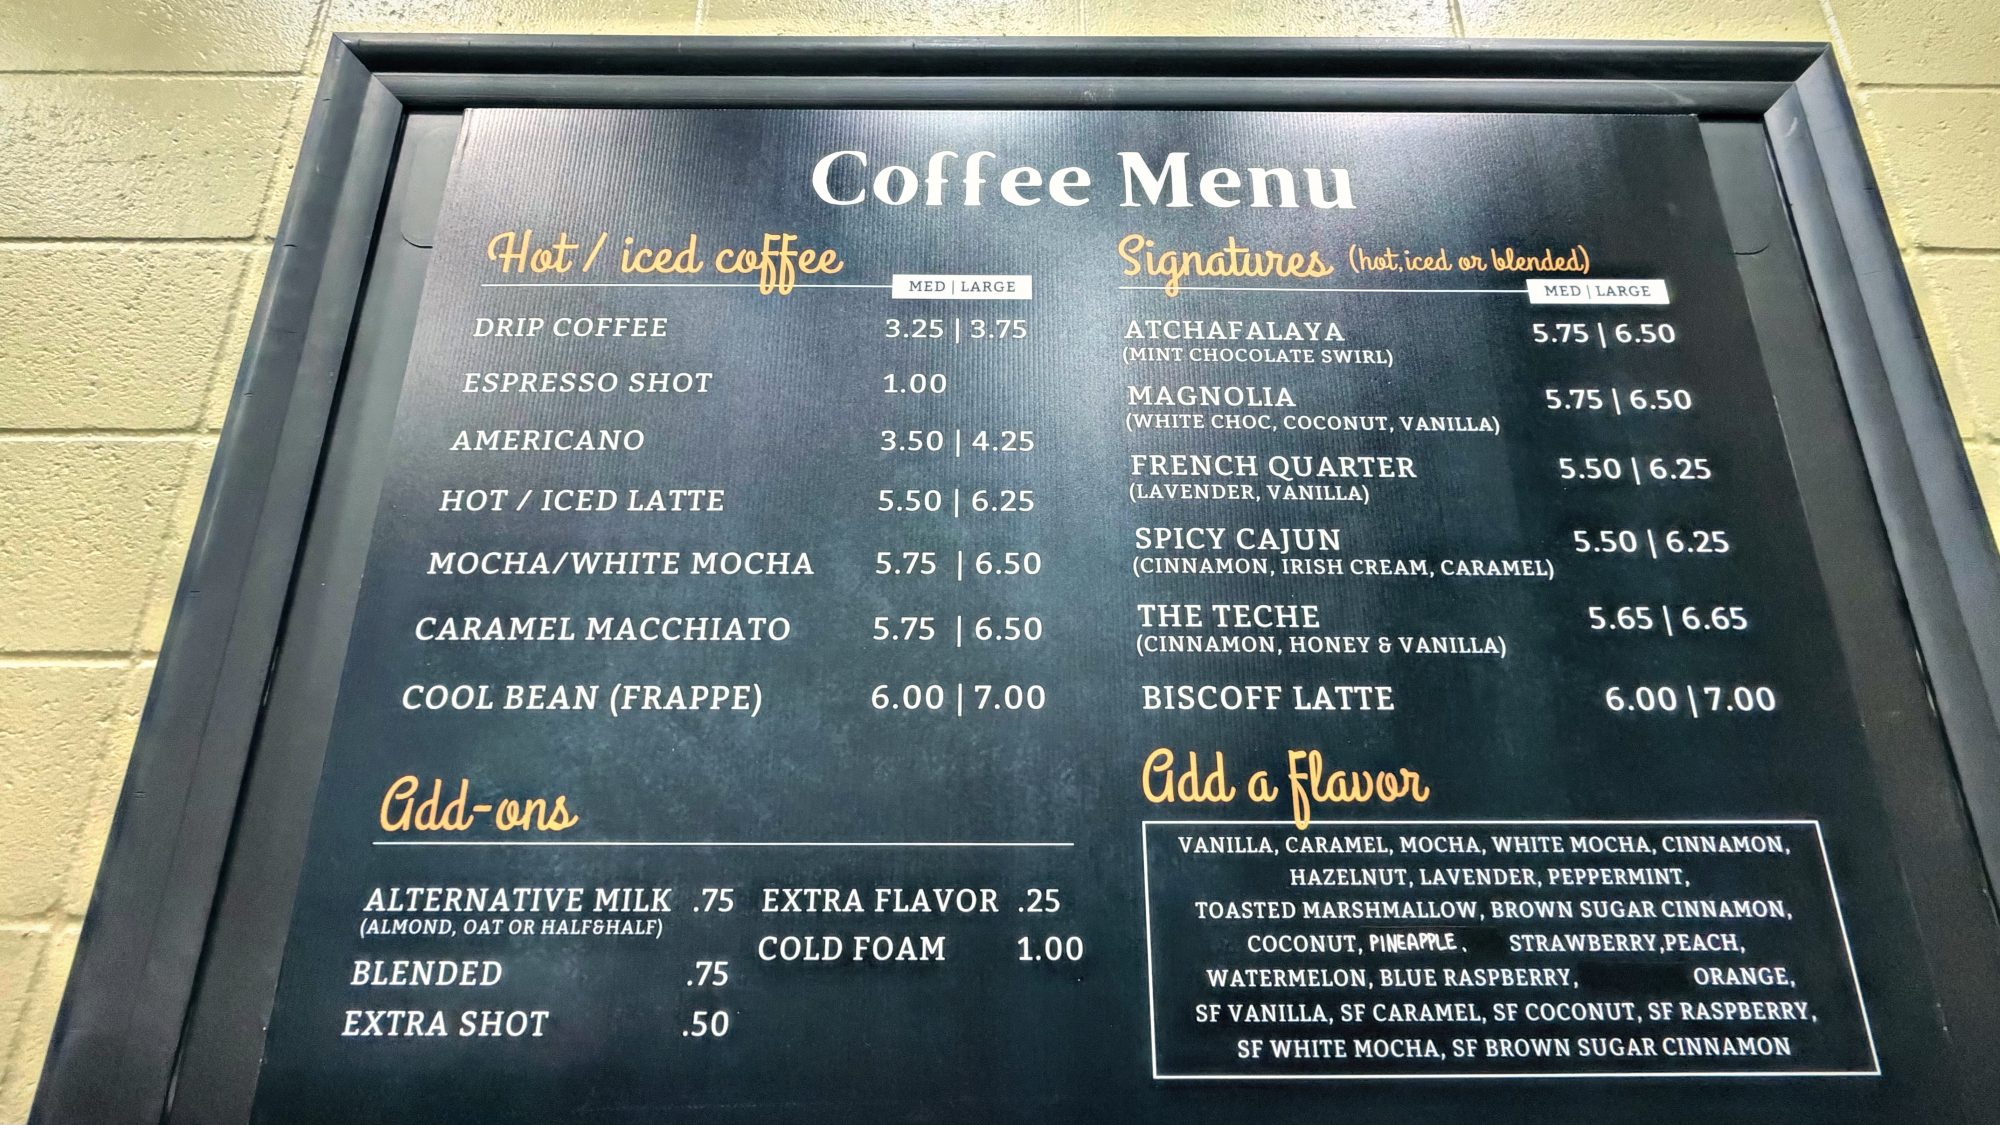 Coffee Menu
Hot / iced coffee
MED | LARGE
DRIP COFFEE 3.25 | 3.75
ESPRESSO SHOT 1.00
AMERICANO 3.50 | 4.25
HOT / ICED LATTE 5.50 | 6.25
MOCHA/WHITE MOCHA 5.75 | 6.50
CARAMEL MACCHIATO 5.75 | 6.50
COOL BEAN (FRAPPE) 6.00 | 7.00
Add-ons
ALTERNATIVE MILK .75
(ALMOND, OAT OR HALF&HALF)
BLENDED .75
EXTRA SHOT .50
EXTRA FLAVOR .25
COLD FOAM 1.00
Signatures (hot, iced or blended)
MED | LARGE
ATCHAFALAYA 5.75 | 6.50
(MINT CHOCOLATE SWIRL)
MAGNOLIA 5.75 | 6.50
(WHITE CHOC, COCONUT, VANILLA)
FRENCH QUARTER 5.50 | 6.25
(LAVENDER, VANILLA)
SPICY CAJUN 5.50 | 6.25
(CINNAMON, IRISH CREAM, CARAMEL)
THE TECHE 5.65 | 6.65
(CINNAMON, HONEY & VANILLA)
BISCOFF LATTE 6.00 | 7.00
Add a flavor
VANILLA, CARAMEL, MOCHA, WHITE MOCHA, CINNAMON,
HAZELNUT, LAVENDER, PEPPERMINT,
TOASTED MARSHMALLOW, BROWN SUGAR CINNAMON,
COCONUT, PINEAPPLE, STRAWBERRY,PEACH,
WATERMELON, BLUE RASPBERRY, ORANGE,
SF VANILLA, SF CARAMEL, SF COCONUT, SF RASPBERRY,
SF WHITE MOCHA, SF BROWN SUGAR CINNAMON